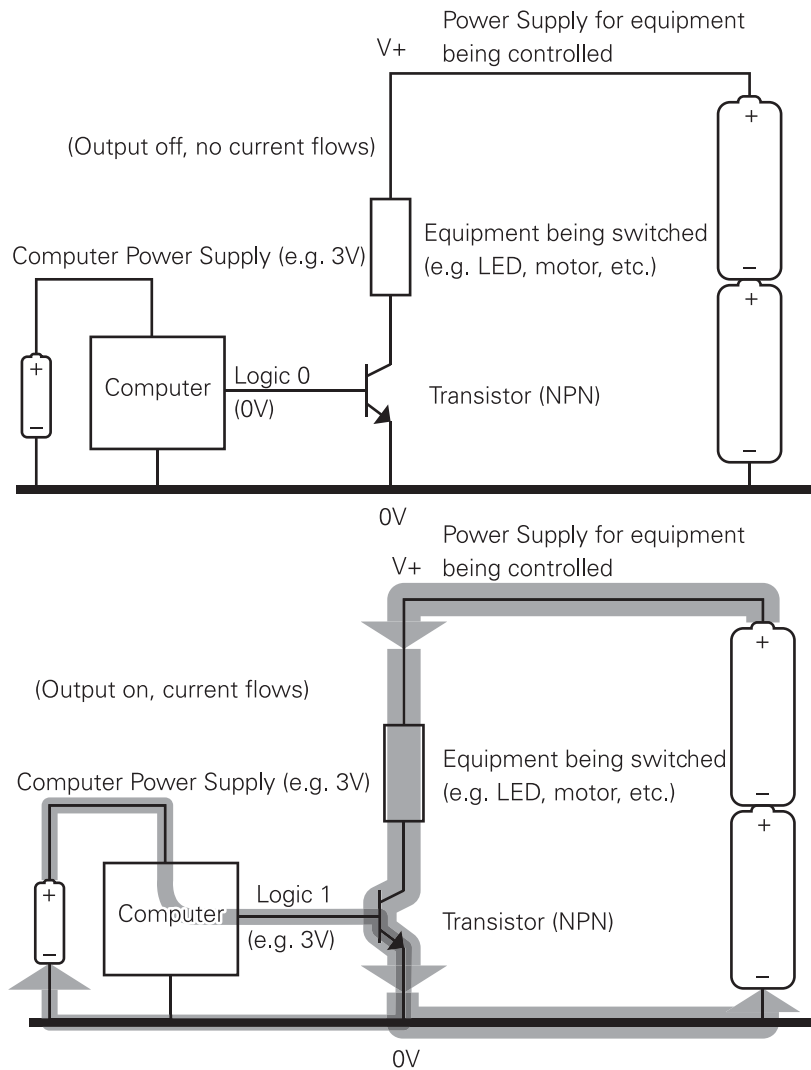 Power Supply for equipment
V+ being controlled
(Output off, no current flows)
+
Equipment being switched
Computer Power Supply (e.g. 3V) (e.g. LED, motor, etc.)
−
+
+
Computer Logic 0
(0V)
Transistor (NPN)
−
−
0V
Power Supply for equipment
V+ being controlled
+
(Output on, current flows)
Equipment being switched
Computer Power Supply (e.g. 3V) (e.g. LED, motor, etc.)
−
+
+
Logic 1
Computer
(e.g. 3V)
Transistor (NPN)
−
−
0V